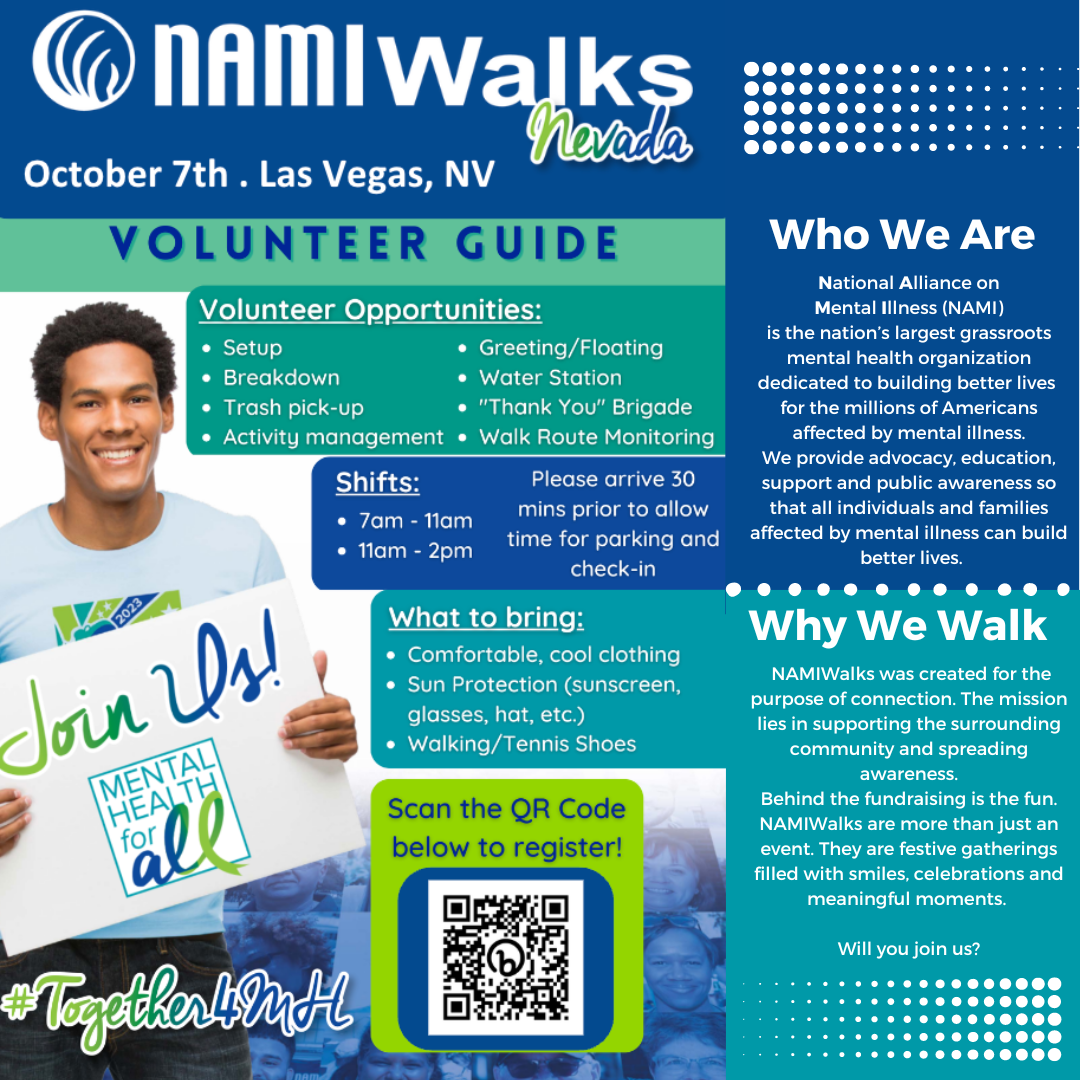 NAMIWalks
Nevada
October 7th . Las Vegas, NV
VOLUNTEER GUIDE
Volunteer Opportunities:
• Setup
• Breakdown
• Trash pick-up
• Activity management
• Greeting/Floating
• Water Station
• "Thank You" Brigade
• Walk Route Monitoring
Shifts:
• 7am - 11am
• 11am - 2pm
Please arrive 30
mins prior to allow
time for parking and
check-in
What to bring:
• Comfortable, cool clothing
• Sun Protection (sunscreen,
glasses, hat, etc.)
• Walking/Tennis Shoes
Scan the QR Code
below to register!
b
2023
Join Us!
MENTAL
HEALTH
for
all
#Together4MH
Who We Are
National Alliance on
Mental Illness (NAMI)
is the nation’s largest grassroots
mental health organization
dedicated to building better lives
for the millions of Americans
affected by mental illness.
We provide advocacy, education,
support and public awareness so
that all individuals and families
affected by mental illness can build
better lives.
Why We Walk
NAMIWalks was created for the
purpose of connection. The mission
lies in supporting the surrounding
community and spreading
awareness.
Behind the fundraising is the fun.
NAMIWalks are more than just an
event. They are festive gatherings
filled with smiles, celebrations and
meaningful moments.
Will you join us?